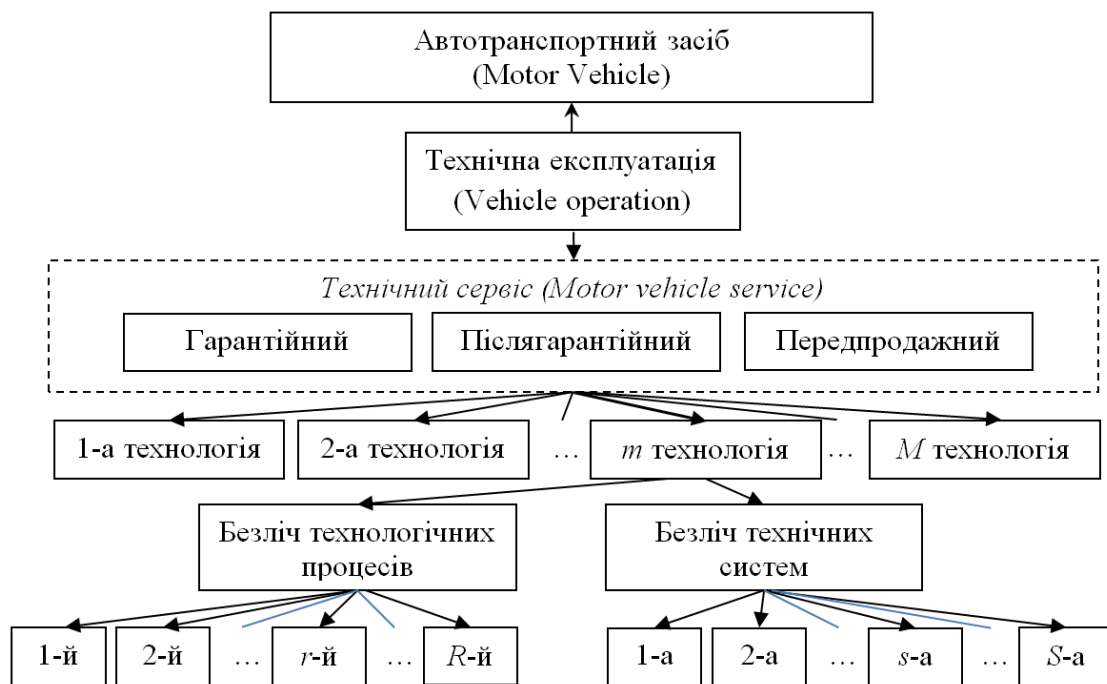 Автотранспортний засіб
(Motor Vehicle)
Технічна експлуатація
(Vehicle operation)
Технічний сервіс (Motor vehicle service)
Гарантійний Післягарантійний Передпродажний
1-а технологія 2-а технологія … m технологія … M технологія
Безліч технологічних
процесів
Безліч технічних
систем
1-й 2-й … r-й … R-й 1-а 2-а … s-а … S-а